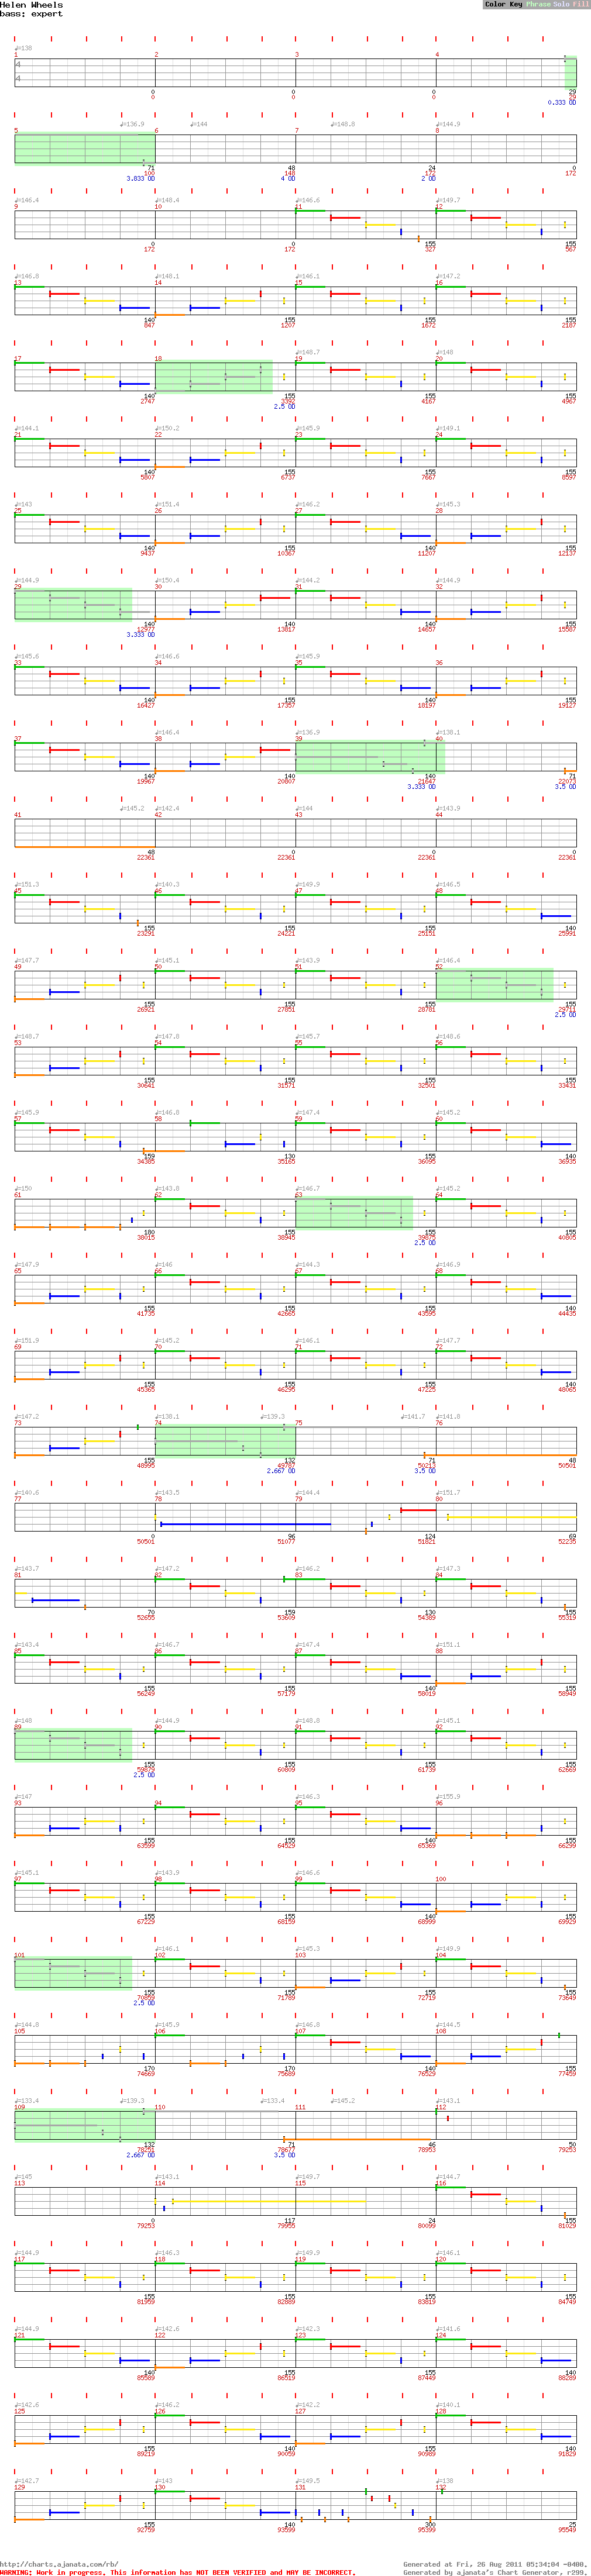 Helen Wheels
bass: expert
Color Key Phrase Solo Fill
♩=138
1 2 3 4
4
4
0 0 0 29
0 0 0 29
0.333 OD
♩=136.9 ♩=144 ♩=148.8 ♩=144.9
5 6 7 8
71 48 24 0
100 148 172 172
3.833 OD 4 OD 2 OD
♩=146.4 ♩=148.4 ♩=146.6 ♩=149.7
9 10 11 12
0 0 155 155
172 172 327 567
♩=146.8 ♩=148.1 ♩=146.1 ♩=147.2
13 14 15 16
140 155 155 155
847 1207 1672 2187
♩=148.7 ♩=148
17 18 19 20
140 155 155 155
2747 3392 4167 4967
2.5 OD
♩=144.1 ♩=150.2 ♩=145.9 ♩=149.1
21 22 23 24
140 155 155 155
5807 6737 7667 8597
♩=143 ♩=151.4 ♩=146.2 ♩=145.3
25 26 27 28
140 155 140 155
9437 10367 11207 12137
♩=144.9 ♩=150.4 ♩=144.2 ♩=144.9
29 30 31 32
140 140 140 155
12977 13817 14657 15587
3.333 OD
♩=145.6 ♩=146.6 ♩=145.9
33 34 35 36
140 155 140 155
16427 17357 18197 19127
♩=146.4 ♩=136.9 ♩=138.1
37 38 39 40
140 140 140 71
19967 20807 21647 22073
3.333 OD 3.5 OD
♩=145.2 ♩=142.4 ♩=144 ♩=143.9
41 42 43 44
48 0 0 0
22361 22361 22361 22361
♩=151.3 ♩=140.3 ♩=149.9 ♩=146.5
45 46 47 48
155 155 155 140
23291 24221 25151 25991
♩=147.7 ♩=145.1 ♩=143.9 ♩=146.4
49 50 51 52
155 155 155 155
26921 27851 28781 29711
2.5 OD
♩=148.7 ♩=147.8 ♩=145.7 ♩=148.6
53 54 55 56
155 155 155 155
30641 31571 32501 33431
♩=145.9 ♩=146.8 ♩=147.4 ♩=145.2
57 58 59 60
159 130 155 140
34385 35165 36095 36935
♩=150 ♩=143.8 ♩=146.7 ♩=145.2
61 62 63 64
180 155 155 155
38015 38945 39875 40805
2.5 OD
♩=147.9 ♩=146 ♩=144.3 ♩=146.9
65 66 67 68
155 155 155 140
41735 42665 43595 44435
♩=151.9 ♩=145.2 ♩=146.1 ♩=147.7
69 70 71 72
155 155 155 140
45365 46295 47225 48065
♩=147.2 ♩=138.1 ♩=139.3 ♩=141.7 ♩=141.8
73 74 75 76
155 132 71 48
48995 49787 50213 50501
2.667 OD 3.5 OD
♩=140.6 ♩=143.5 ♩=144.4 ♩=151.7
77 78 79 80
0 96 124 69
50501 51077 51821 52235
♩=143.7 ♩=147.2 ♩=146.2 ♩=147.3
81 82 83 84
70 159 130 155
52655 53609 54389 55319
♩=143.4 ♩=146.7 ♩=147.4 ♩=151.1
85 86 87 88
155 155 140 155
56249 57179 58019 58949
♩=148 ♩=144.9 ♩=148.8 ♩=145.1
89 90 91 92
155 155 155 155
59879 60809 61739 62669
2.5 OD
♩=147 ♩=146.3 ♩=155.9
93 94 95 96
155 155 140 155
63599 64529 65369 66299
♩=145.1 ♩=143.9 ♩=146.6
97 98 99 100
155 155 140 155
67229 68159 68999 69929
♩=146.1 ♩=145.3 ♩=149.9
101 102 103 104
155 155 155 155
70859 71789 72719 73649
2.5 OD
♩=144.8 ♩=145.9 ♩=146.8 ♩=144.5
105 106 107 108
170 170 140 155
74669 75689 76529 77459
♩=133.4 ♩=139.3 ♩=133.4 ♩=145.2 ♩=143.1
109 110 111 112
132 71 46 50
78251 78677 78953 79253
2.667 OD 3.5 OD
♩=145 ♩=143.1 ♩=149.7 ♩=144.7
113 114 115 116
0 117 24 155
79253 79955 80099 81029
♩=144.9 ♩=146.3 ♩=149.9 ♩=146.1
117 118 119 120
155 155 155 155
81959 82889 83819 84749
♩=144.9 ♩=142.6 ♩=142.3 ♩=141.6
121 122 123 124
140 155 155 140
85589 86519 87449 88289
♩=142.6 ♩=146.2 ♩=142.2 ♩=140.1
125 126 127 128
155 140 155 140
89219 90059 90989 91829
♩=142.7 ♩=143 ♩=149.5 ♩=138
129 130 131 132
155 140 300 25
92759 93599 95399 95549
http://charts.ajanata.com/rb/ Generated at Fri, 26 Aug 2011 05:34:04 -0400.
WARNING: Work in progress. This information has NOT BEEN VERIFIED and MAY BE INCORRECT. Generated by ajanata's Chart Generator, r299.